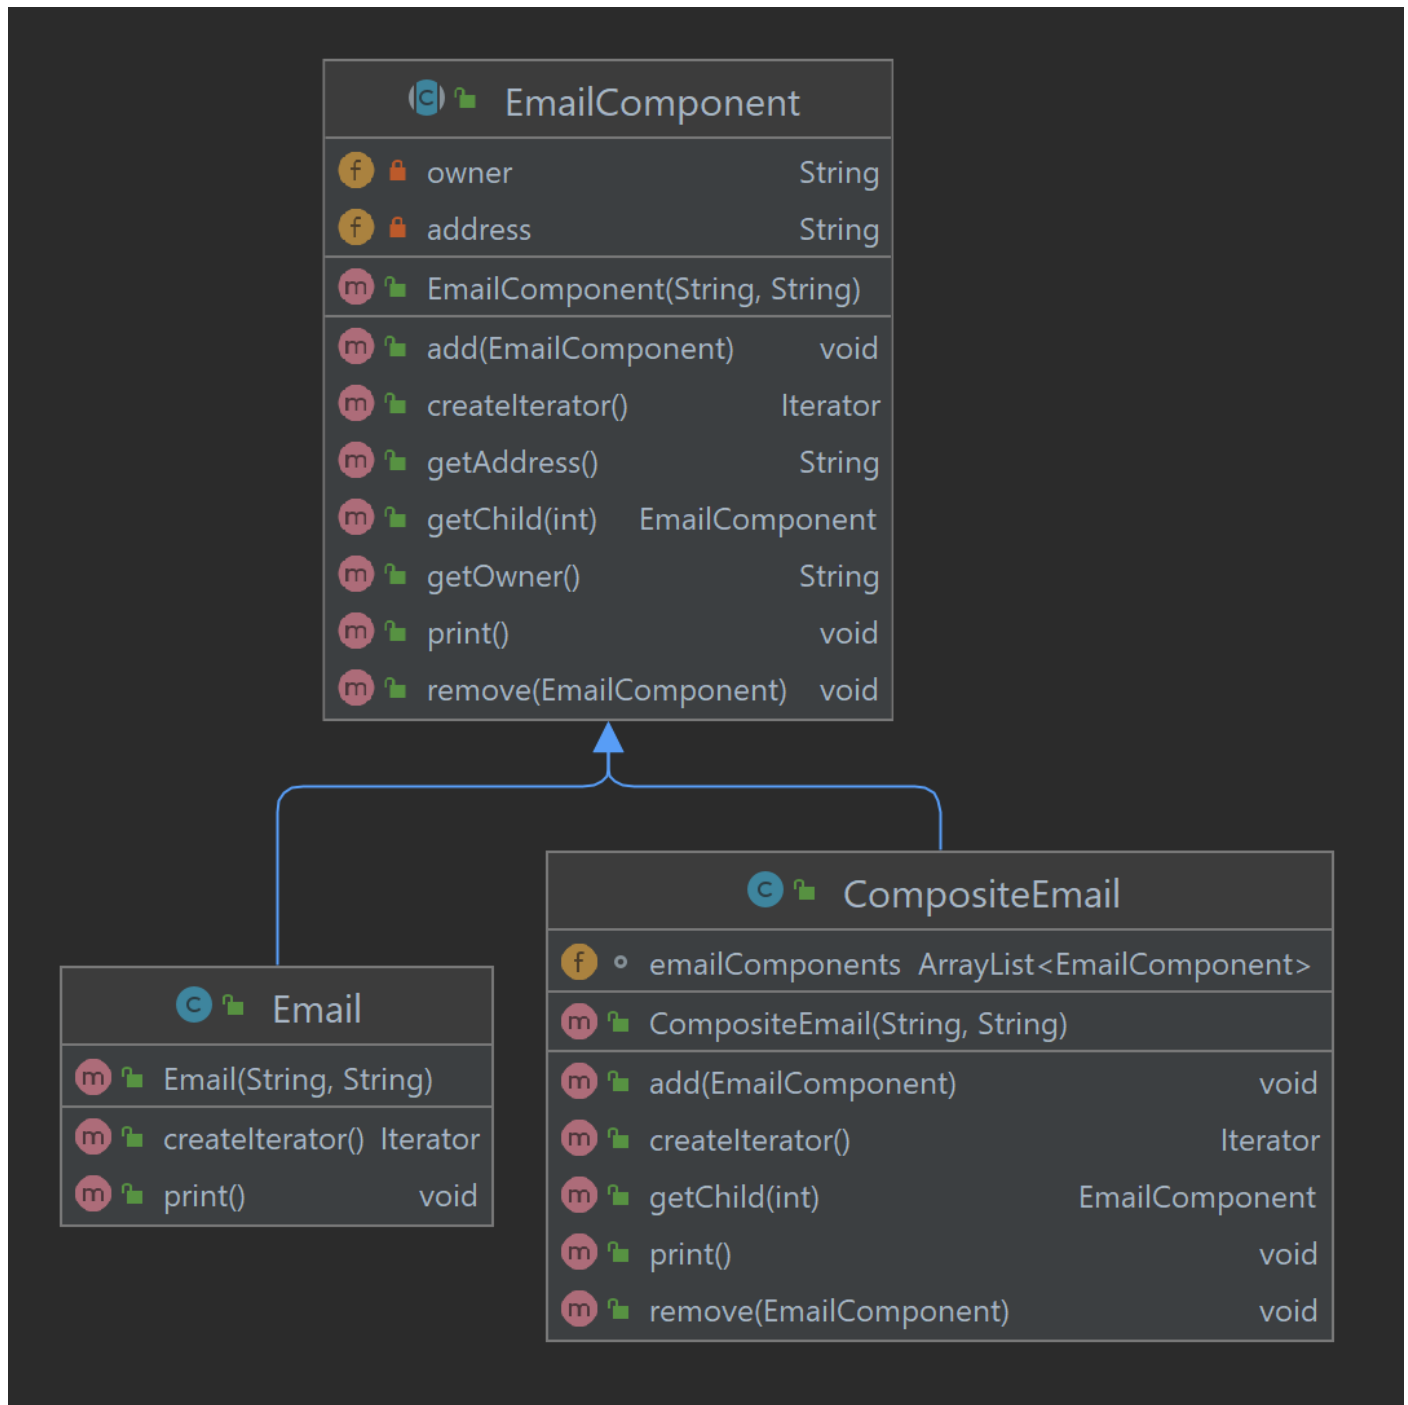 EmailComponent
owner String
address String
EmailComponent(String, String)
add(EmailComponent) void
createIterator() Iterator
getAddress() String
getChild(int) EmailComponent
getOwner() String
print() void
remove(EmailComponent) void
Email
Email(String, String)
createIterator() Iterator
print() void
CompositeEmail
emailComponents ArrayList<EmailComponent>
CompositeEmail(String, String)
add(EmailComponent) void
createIterator() Iterator
getChild(int) EmailComponent
print() void
remove(EmailComponent) void